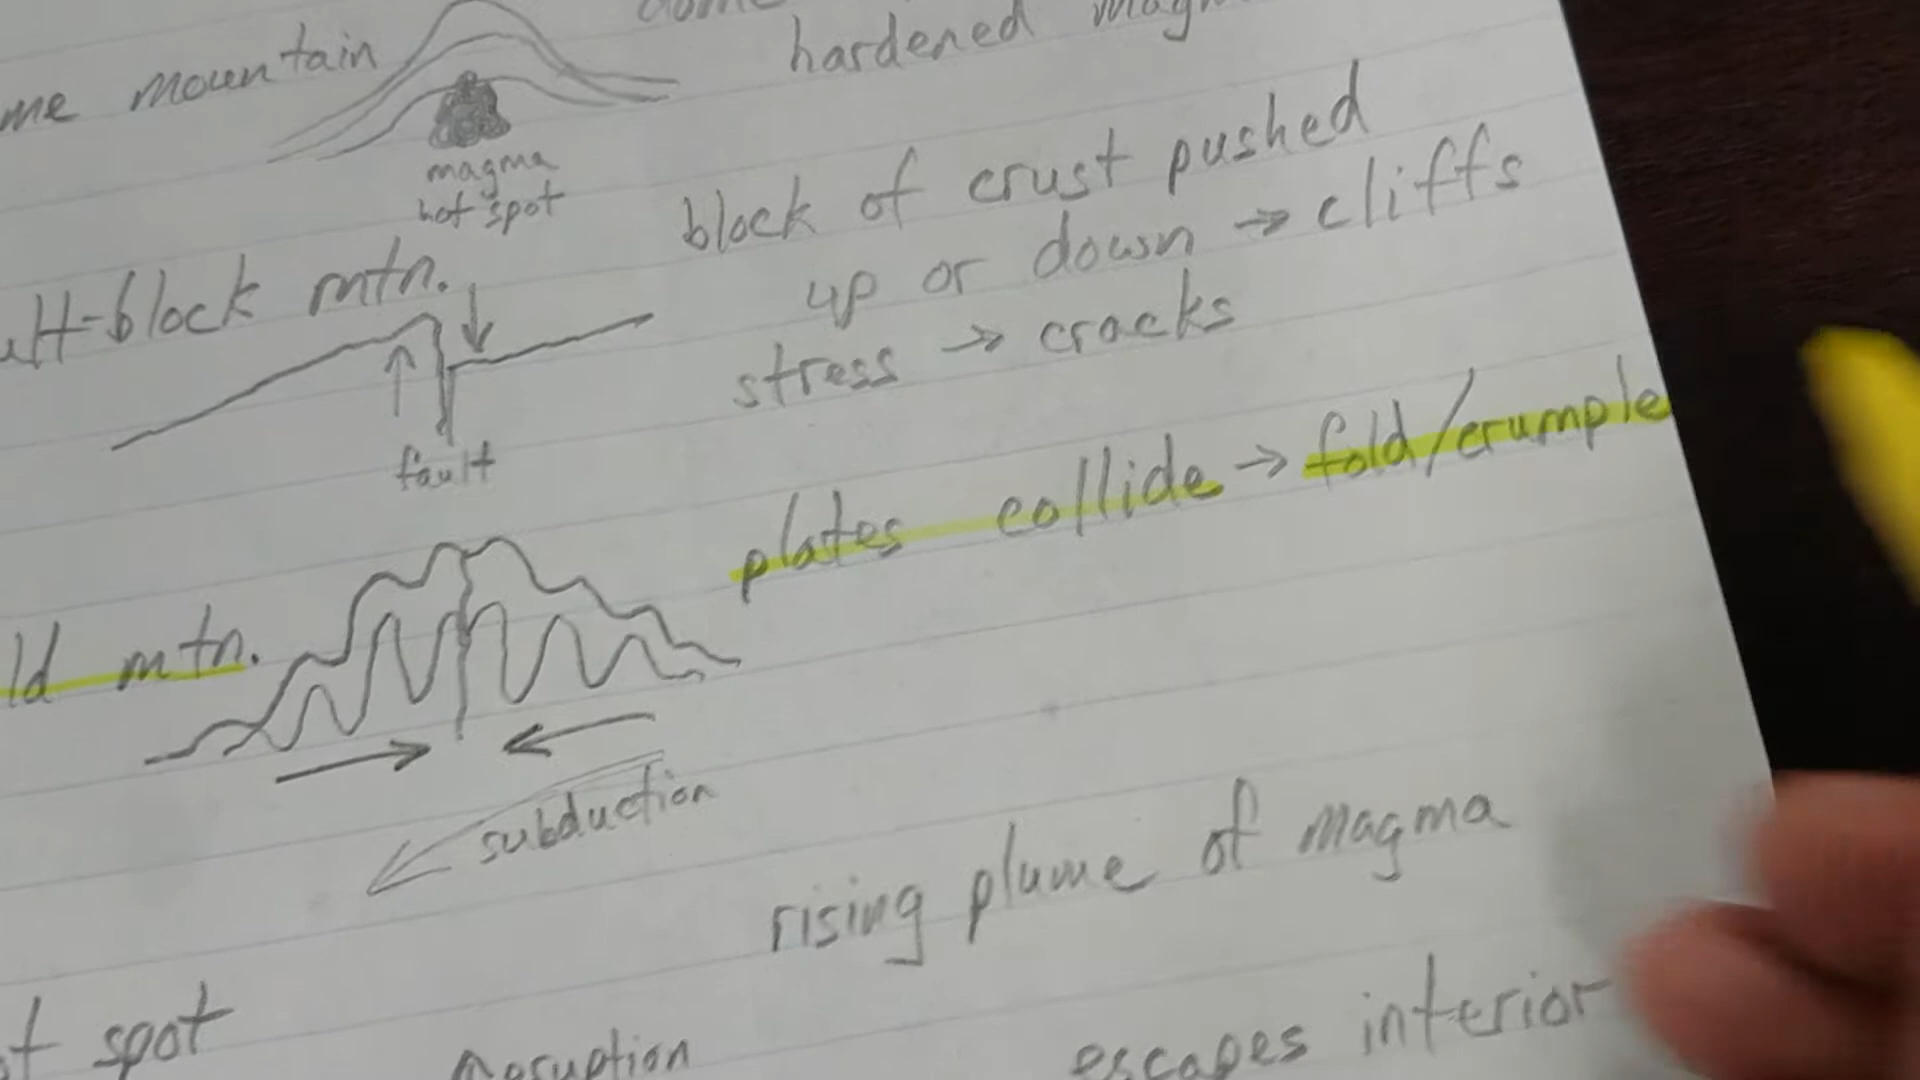 hardened
me mountain
magma
hot spot
block of crust pushed
up or down → cliffs
stress → cracks
ult-block mtn.
fault
plates collide → fold/crumple
ld mtn.
subduction
rising plume of magma
t spot
escapes interior